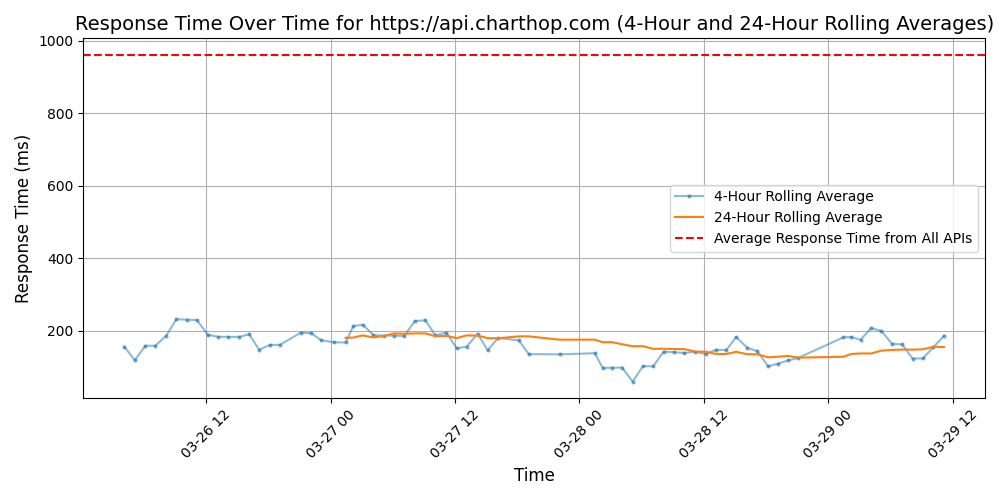 Response Time Over Time for https://api.charthop.com (4-Hour and 24-Hour Rolling Averages)
Response Time (ms)
1000
800
600
400
200
4-Hour Rolling Average
24-Hour Rolling Average
Average Response Time from All APIs
03-26 12
03-27 00
03-27 12
03-28 00
03-28 12
03-29 00
03-29 12
Time